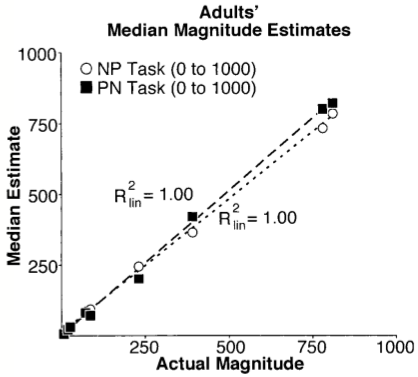 Adults'
Median Magnitude Estimates
1000
NP Task (0 to 1000)
PN Task (0 to 1000)
750
500
250
R²lin = 1.00
R²lin = 1.00
Median Estimate
250
500
750
1000
Actual Magnitude